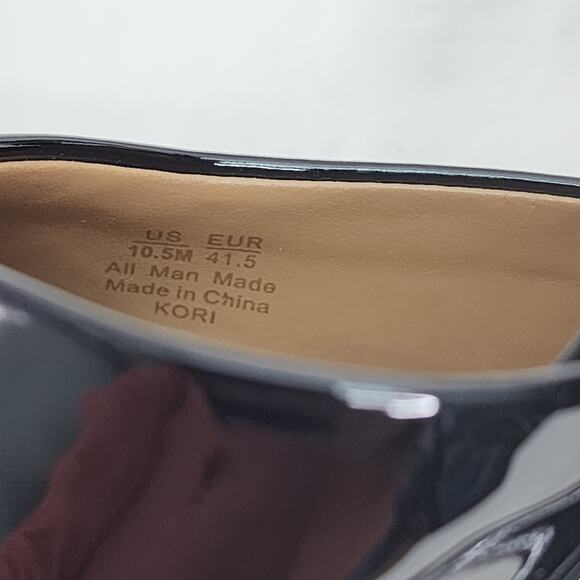 US EUR
10.5M 41.5
All Man Made
Made in China
KORI